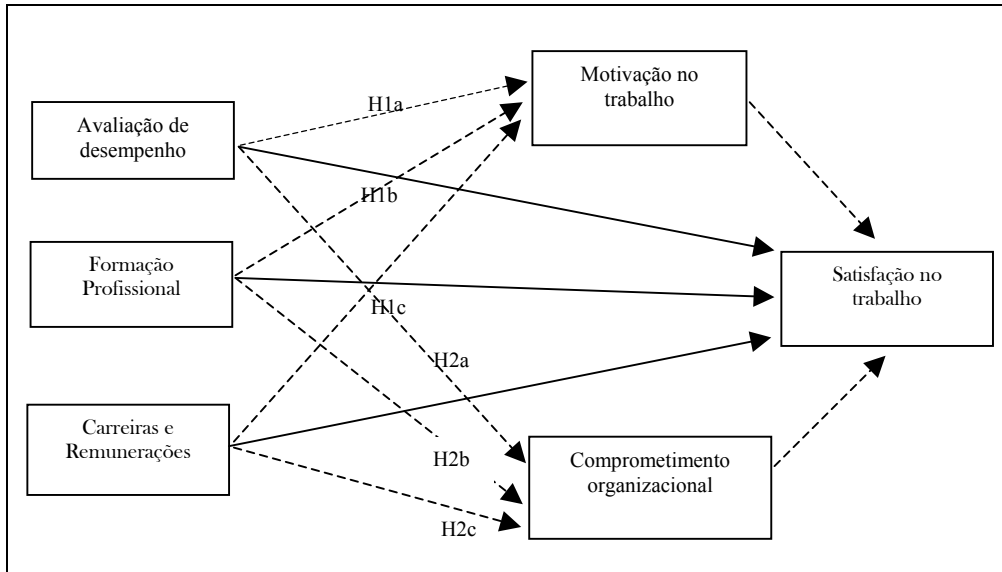 Motivação no
trabalho
H1a
Avaliação de
desempenho
H1b
Formação
Profissional
Satisfação no
trabalho
H1c
H2a
Carreiras e
Remunerações
H2b
Comprometimento
organizacional
H2c